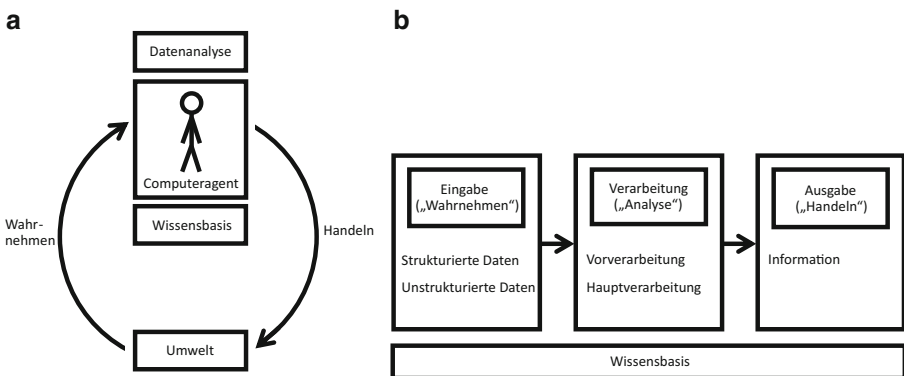 a
Datenanalyse
Computeragent
Wissensbasis
Wahr-
nehmen
Handeln
Umwelt
b
Eingabe
(„Wahrnehmen“)
Strukturierte Daten
Unstrukturierte Daten
Verarbeitung
(„Analyse“)
Vorverarbeitung
Hauptverarbeitung
Ausgabe
(„Handeln“)
Information
Wissensbasis